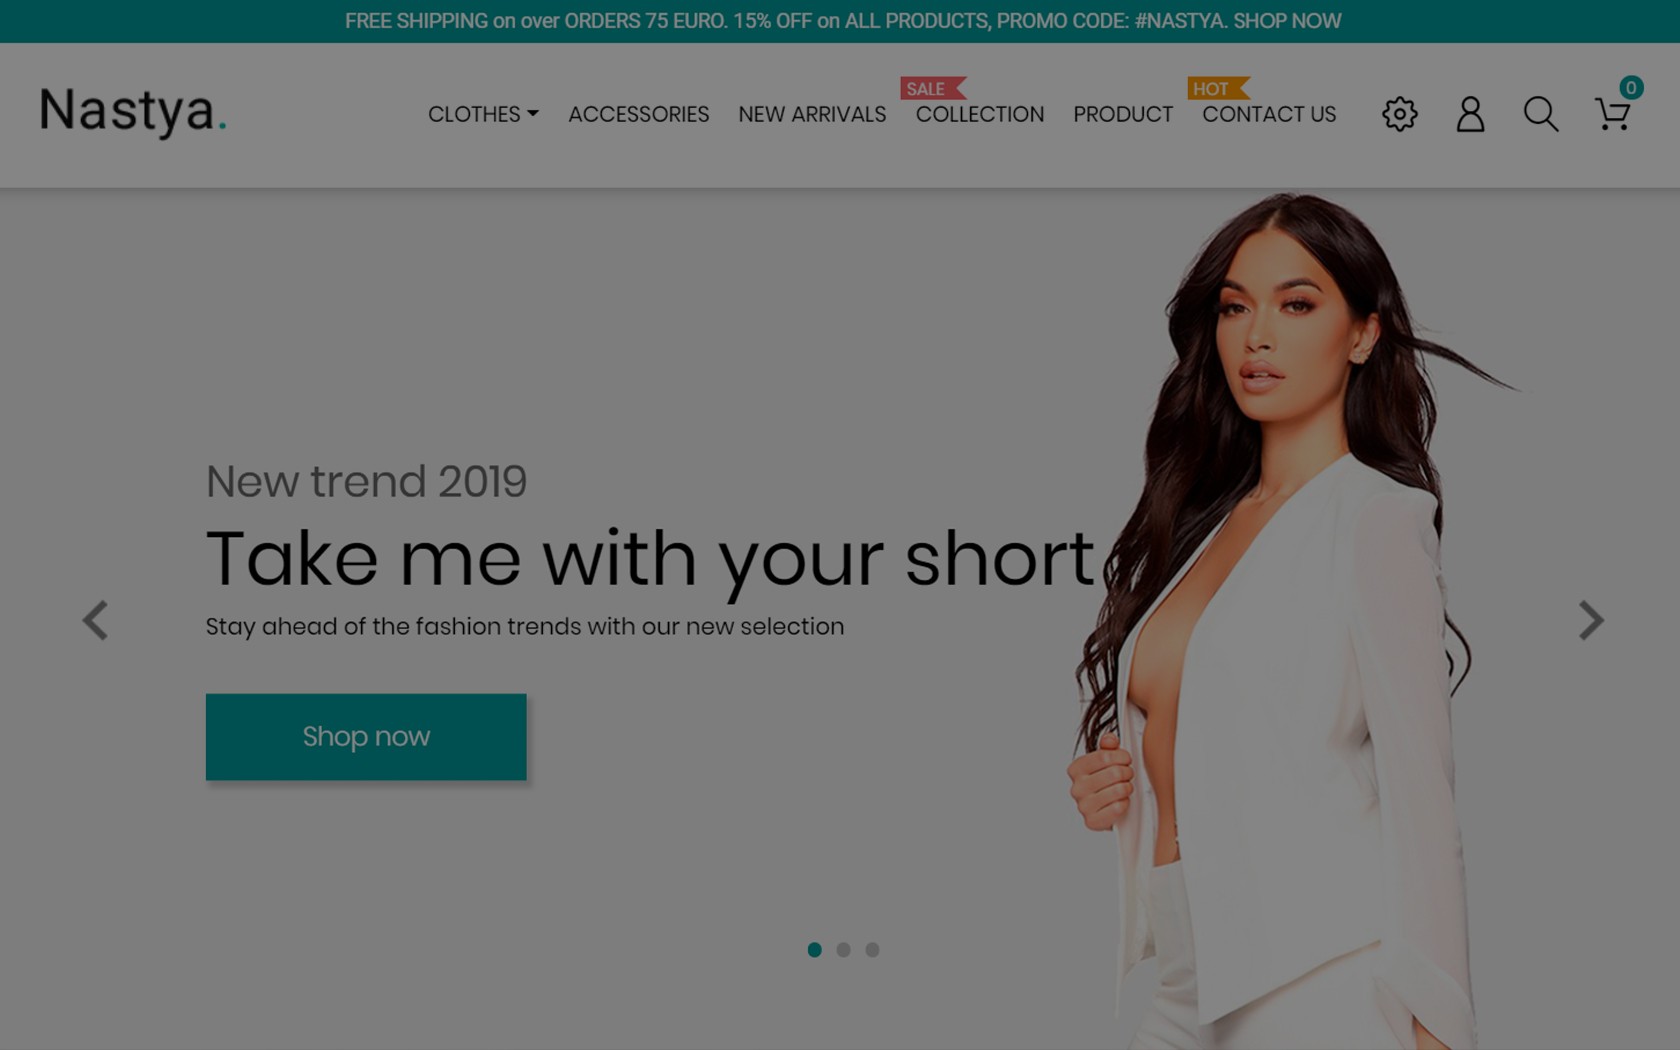 FREE SHIPPING on over ORDERS 75 EURO. 15% OFF on ALL PRODUCTS, PROMO CODE: #NASTYA. SHOP NOW
Nastya.
CLOTHES ACCESSORIES NEW ARRIVALS COLLECTION PRODUCT CONTACT US
SALE
HOT
0
New trend 2019
Take me with your short
Stay ahead of the fashion trends with our new selection
Shop now